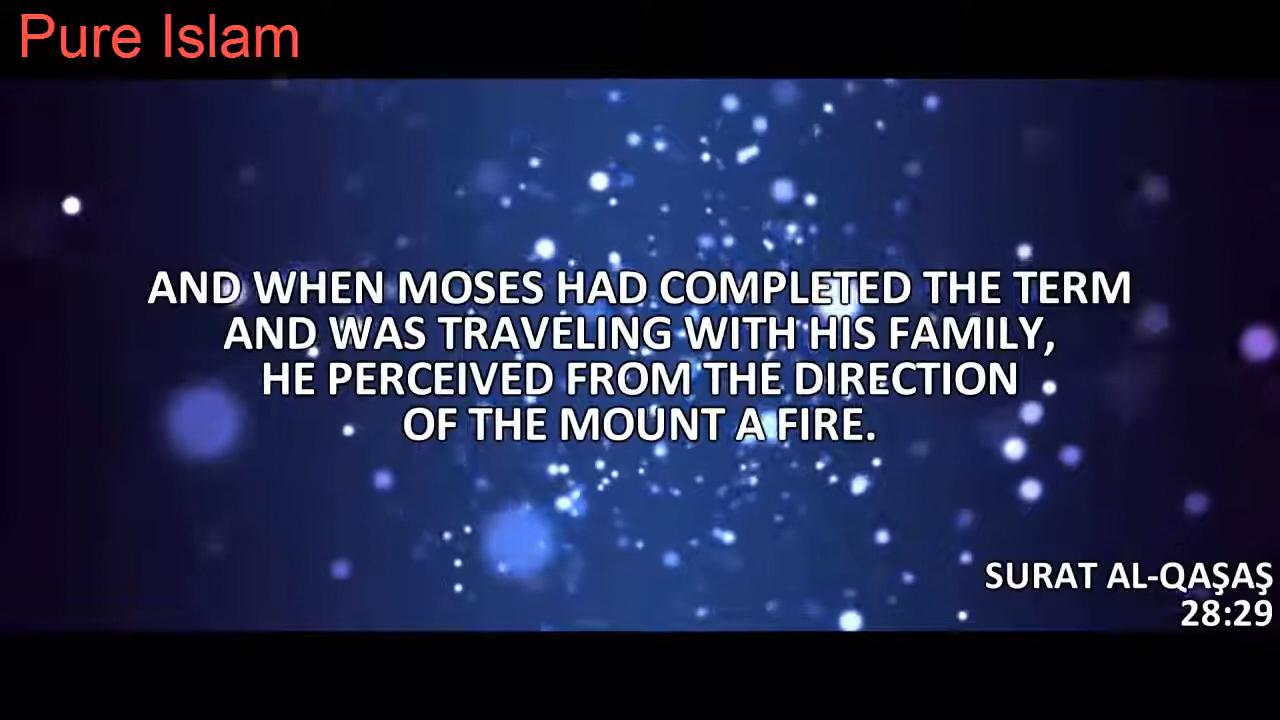 Pure Islam
AND WHEN MOSES HAD COMPLETED THE TERM
AND WAS TRAVELING WITH HIS FAMILY,
HE PERCEIVED FROM THE DIRECTION
OF THE MOUNT A FIRE.
SURAT AL-QAŞAŞ
28:29